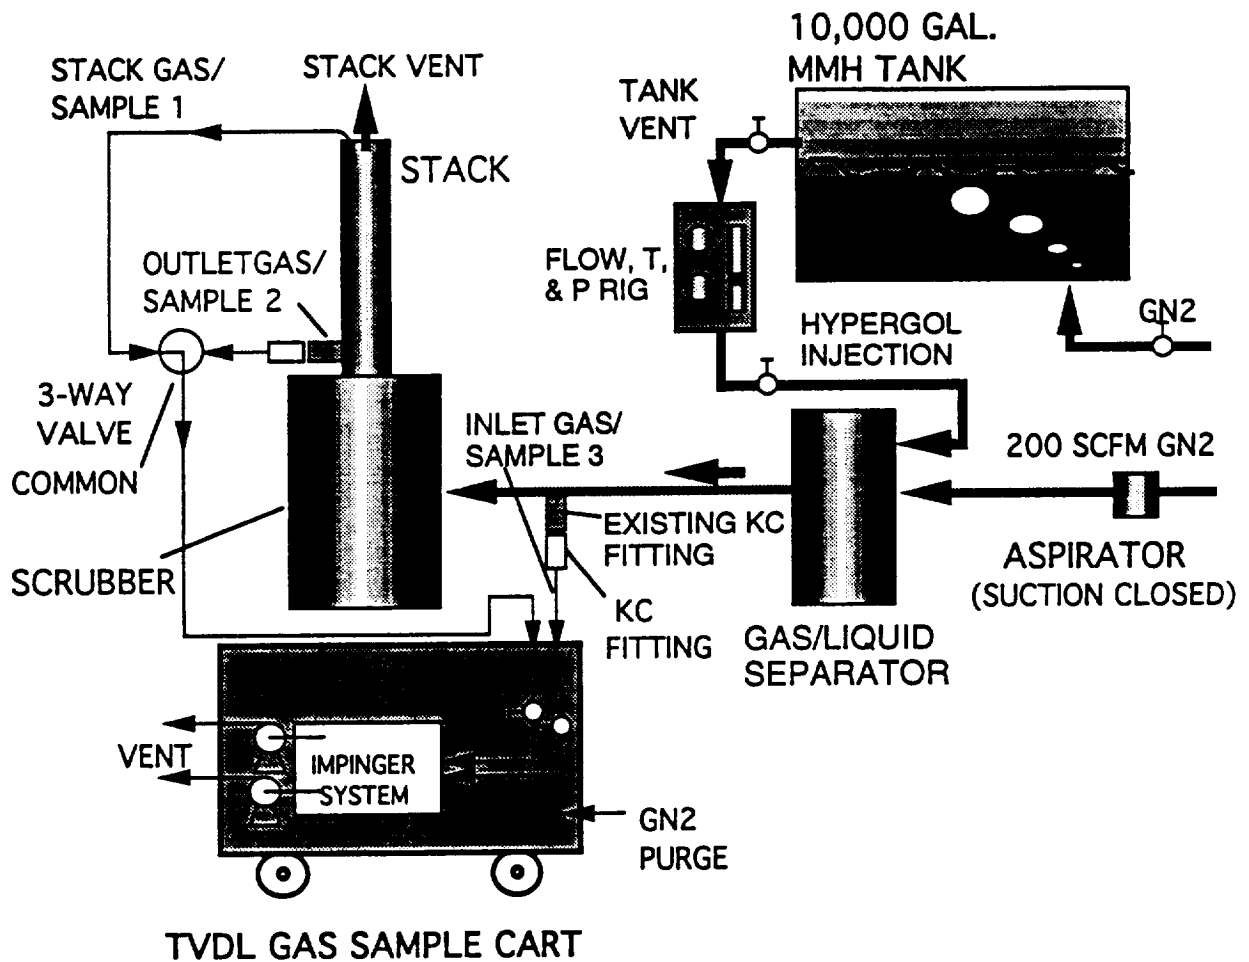 10,000 GAL.
MMH TANK
STACK GAS/
SAMPLE 1
STACK VENT
TANK
VENT
STACK
OUTLETGAS/
SAMPLE 2
FLOW, T,
& P RIG
HYPERGOL
INJECTION
GN2
3-WAY
VALVE
COMMON
INLET GAS/
SAMPLE 3
200 SCFM GN2
EXISTING KC
FITTING
ASPIRATOR
(SUCTION CLOSED)
SCRUBBER
KC
FITTING
GAS/LIQUID
SEPARATOR
VENT
IMPINGER
SYSTEM
GN2
PURGE
TVDL GAS SAMPLE CART